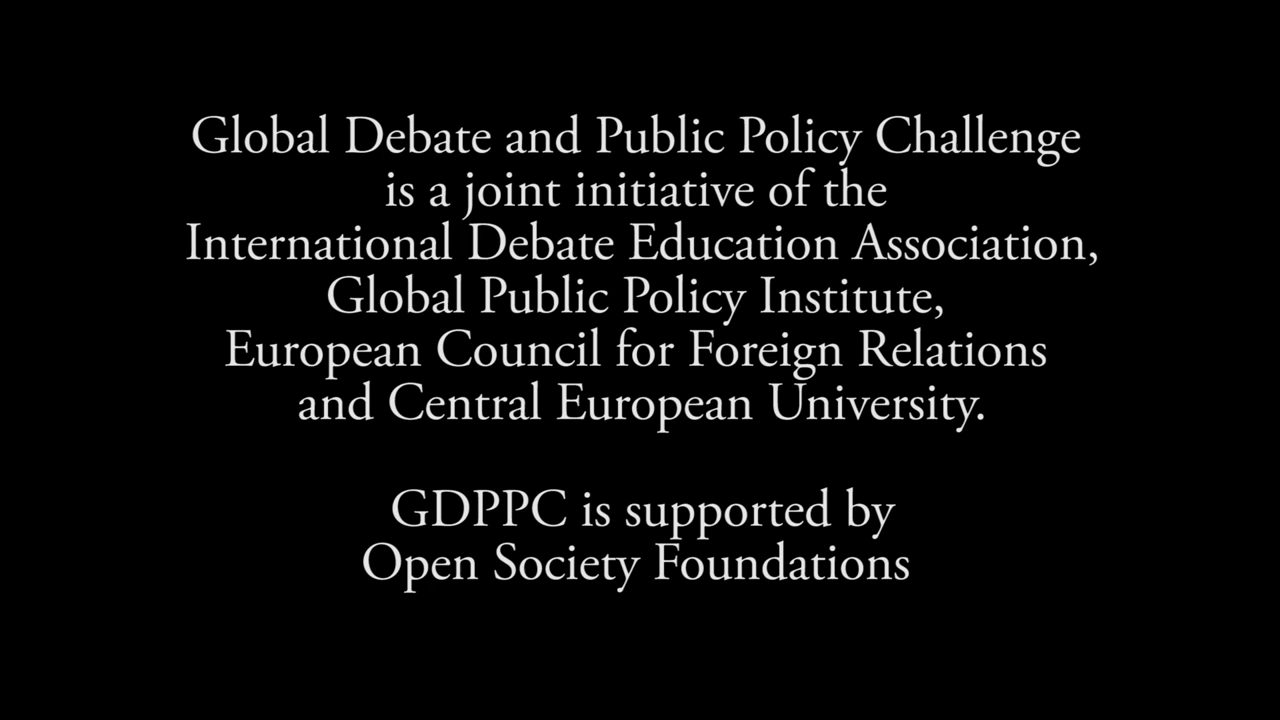 Global Debate and Public Policy Challenge
is a joint initiative of the
International Debate Education Association,
Global Public Policy Institute,
European Council for Foreign Relations
and Central European University.
GDPPC is supported by
Open Society Foundations